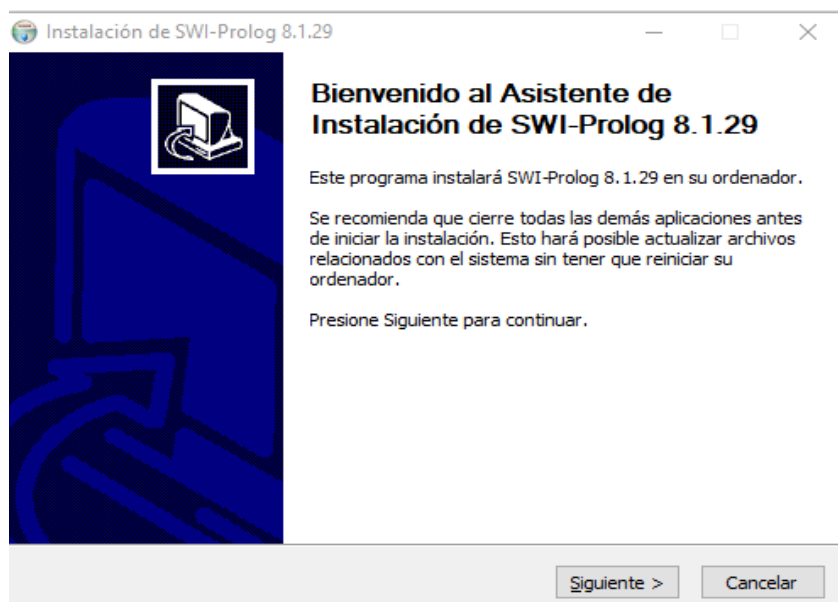 Instalación de SWI-Prolog 8.1.29
Bienvenido al Asistente de
Instalación de SWI-Prolog 8.1.29
Este programa instalará SWI-Prolog 8.1.29 en su ordenador.
Se recomienda que cierre todas las demás aplicaciones antes
de iniciar la instalación. Esto hará posible actualizar archivos
relacionados con el sistema sin tener que reiniciar su
ordenador.
Presione Siguiente para continuar.
Siguiente >
Cancelar